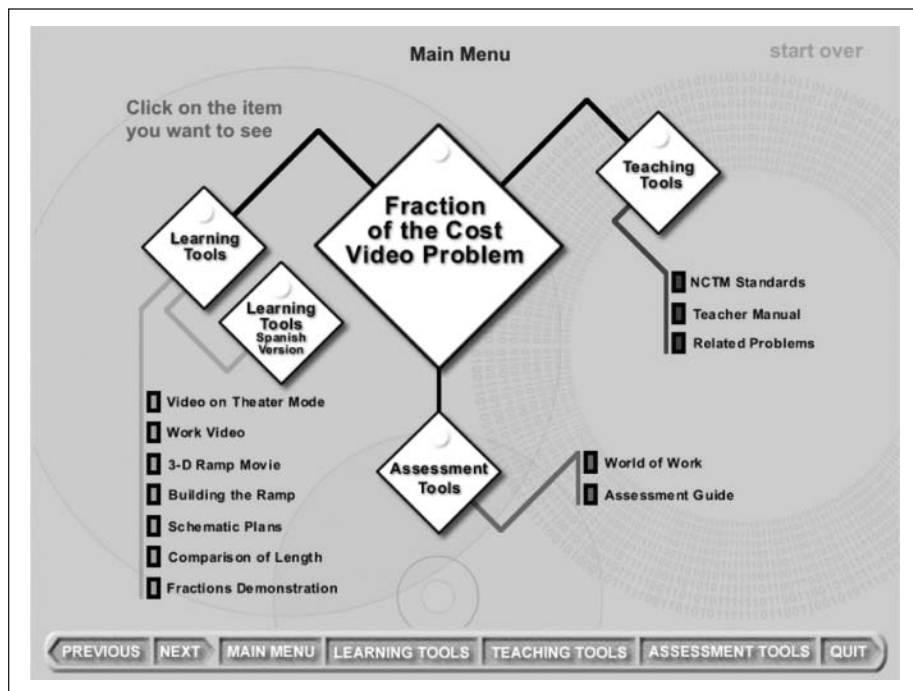 Main Menu
start over
Click on the item
you want to see
Fraction
of the Cost
Video Problem
Teaching
Tools
Learning
Tools
Learning
Tools
Spanish
Version
NCTM Standards
Teacher Manual
Related Problems
Video on Theater Mode
Work Video
3-D Ramp Movie
Building the Ramp
Schematic Plans
Comparison of Length
Fractions Demonstration
Assessment
Tools
World of Work
Assessment Guide
PREVIOUS NEXT MAIN MENU LEARNING TOOLS TEACHING TOOLS ASSESSMENT TOOLS QUIT